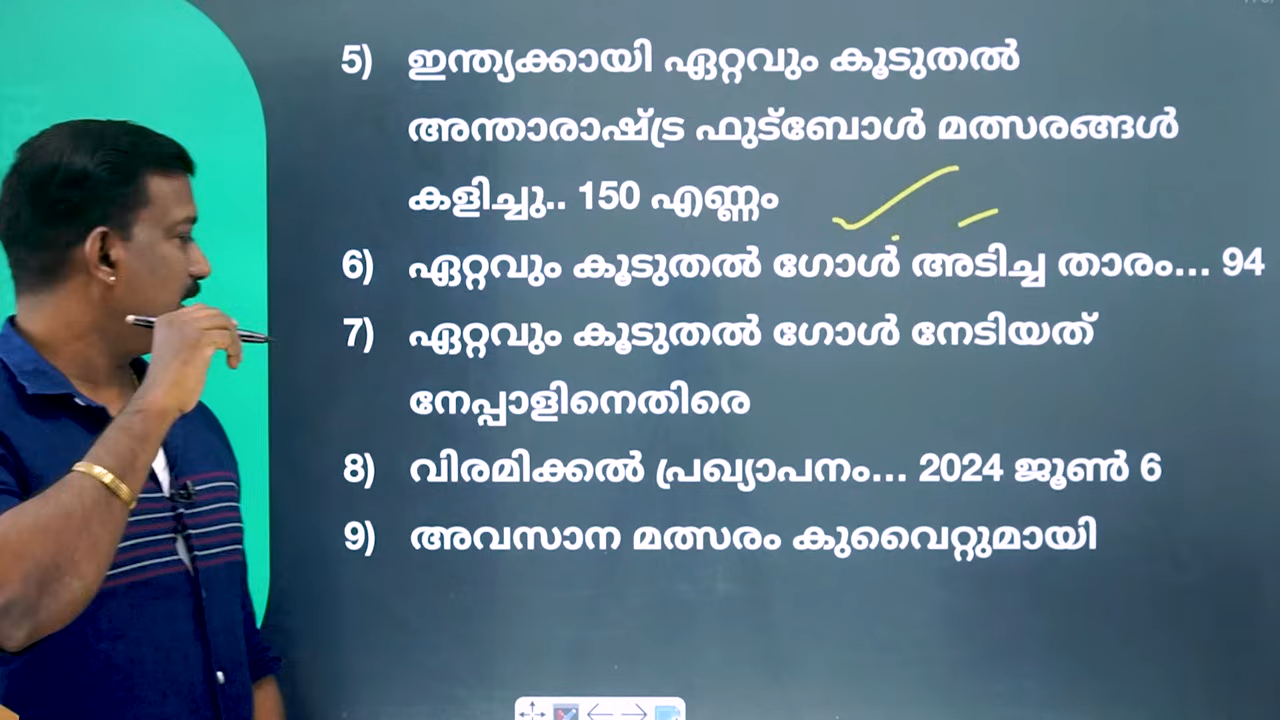 5) ഇന്ത്യക്കായി ഏറ്റവും കൂടുതൽ
അന്താരാഷ്ട്ര ഫുട്ബോൾ മത്സരങ്ങൾ
കളിച്ചു.. 150 എണ്ണം
6) ഏറ്റവും കൂടുതൽ ഗോൾ അടിച്ച താരം... 94
7) ഏറ്റവും കൂടുതൽ ഗോൾ നേടിയത്
നേപ്പാളിനെതിരെ
8) വിരമിക്കൽ പ്രഖ്യാപനം... 2024 ജൂൺ 6
9) അവസാന മത്സരം കുവൈറ്റുമായി